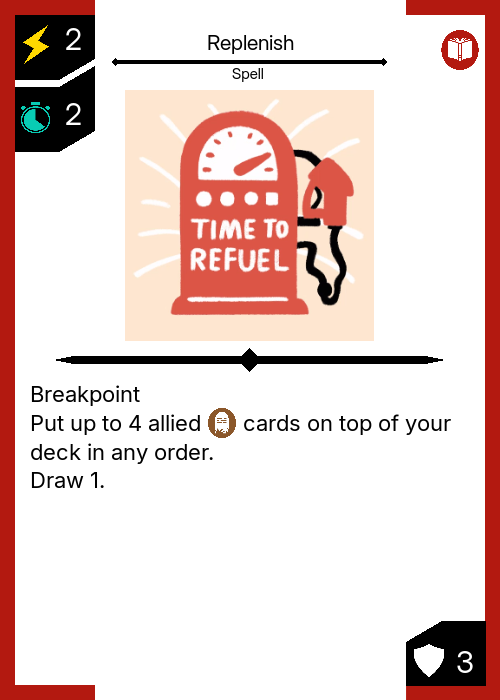 2
Replenish
Spell
2
TIME TO
REFUEL
Breakpoint
Put up to 4 allied cards on top of your
deck in any order.
Draw 1.
3